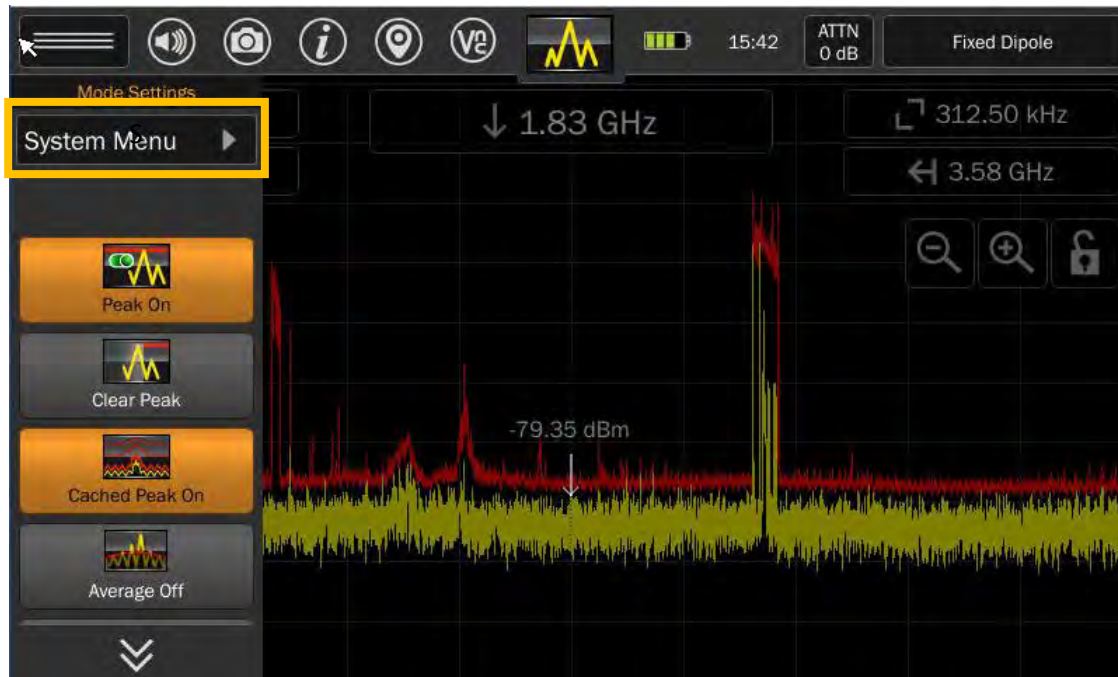 15:42
ATTN
0 dB
Fixed Dipole
Mode Settings
System Menu
1.83 GHz
312.50 kHz
3.58 GHz
Peak On
Clear Peak
-79.35 dBm
Cached Peak On
Average Off